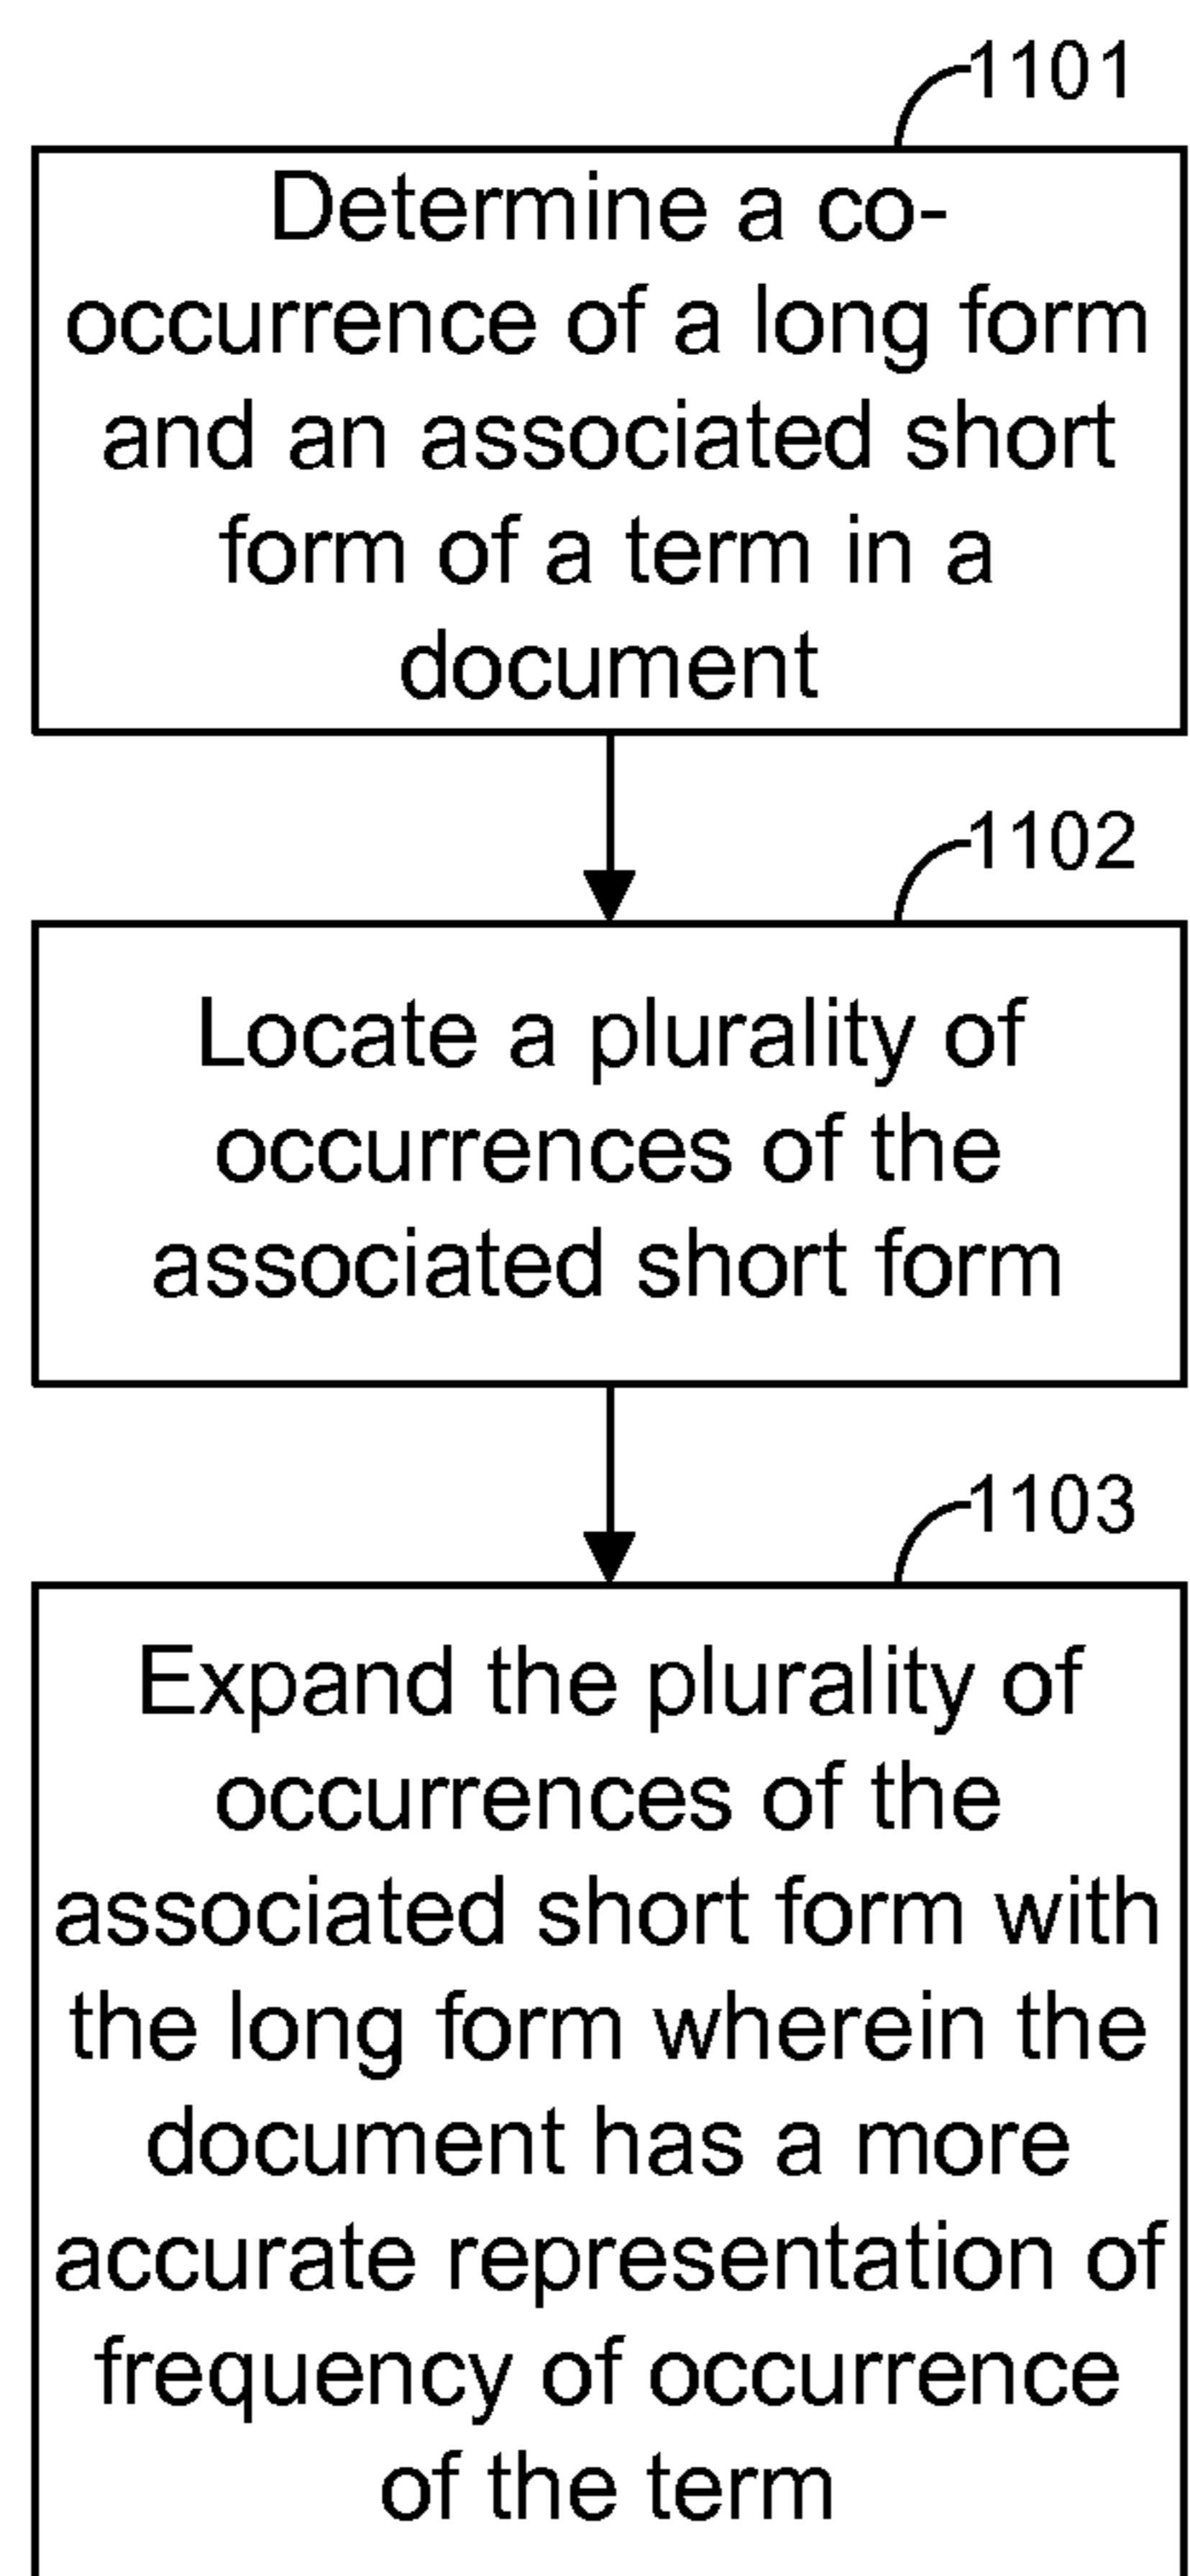 1101
Determine a co-
occurrence of a long form
and an associated short
form of a term in a
document
1102
Locate a plurality of
occurrences of the
associated short form
1103
Expand the plurality of
occurrences of the
associated short form with
the long form wherein the
document has a more
accurate representation of
frequency of occurrence
of the term